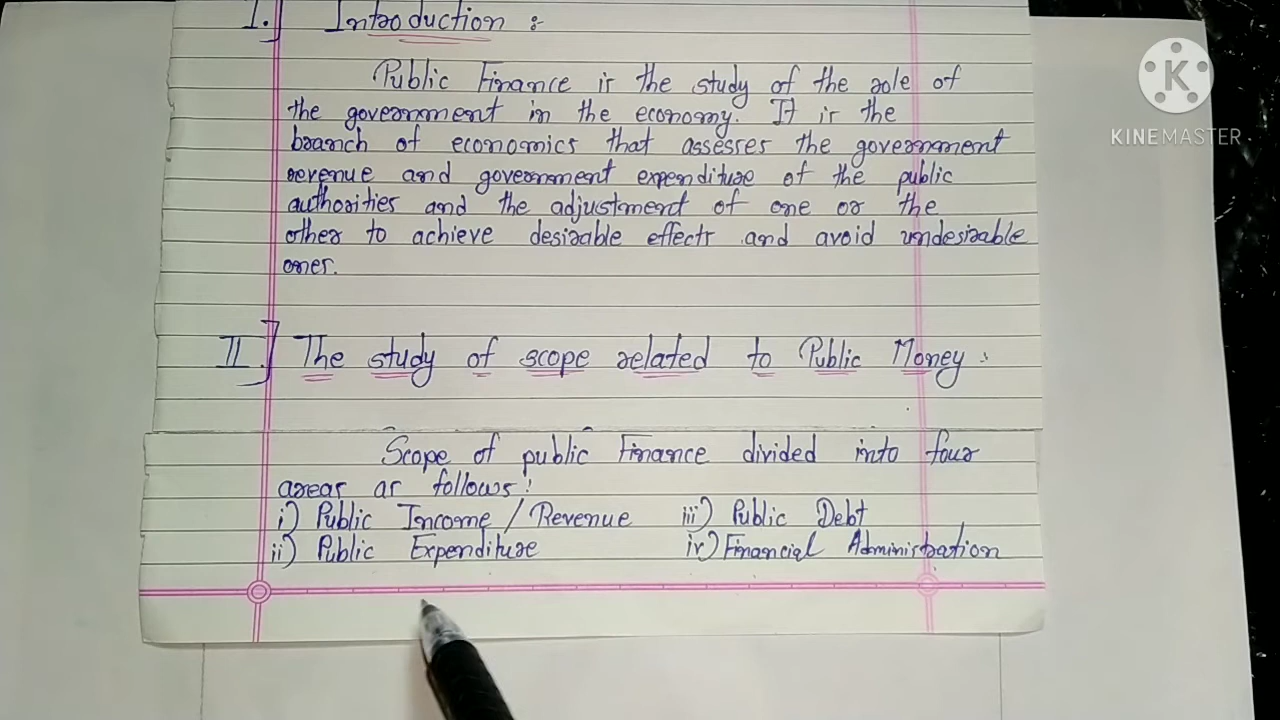 I.] Introduction :
Public Finance is the study of the role of
the government in the economy. It is the
branch of economics that assesses the government
revenue and government expenditure of the public
authorities and the adjustment of one or the
other to achieve desirable effects and avoid undesirable
ones.
II.] The study of scope related to Public Money :
Scope of public Finance divided into four
areas as follows :
i) Public Income / Revenue iii) Public Debt
ii) Public Expenditure iv) Financial Administration
K
KINEMASTER